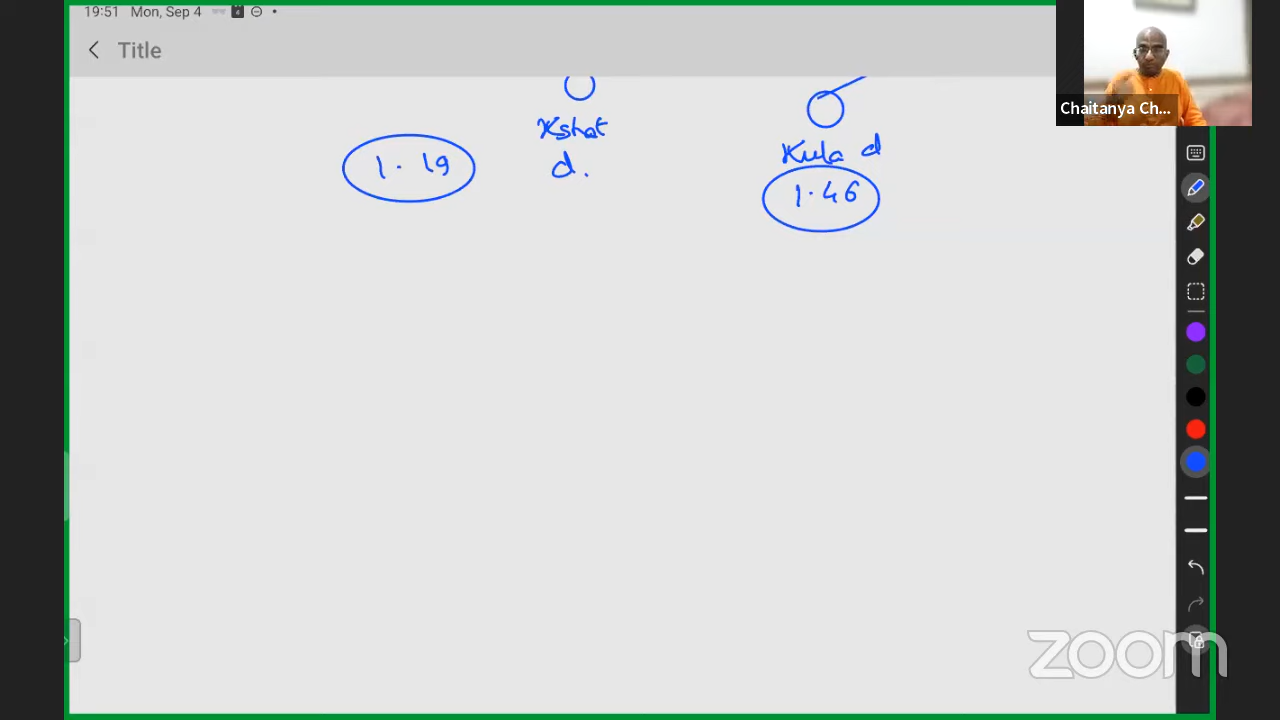 19:51 Mon, Sep 4
Title
Chaitanya Ch...
Kshat
d.
1.19
Kula d
1.46
zoom